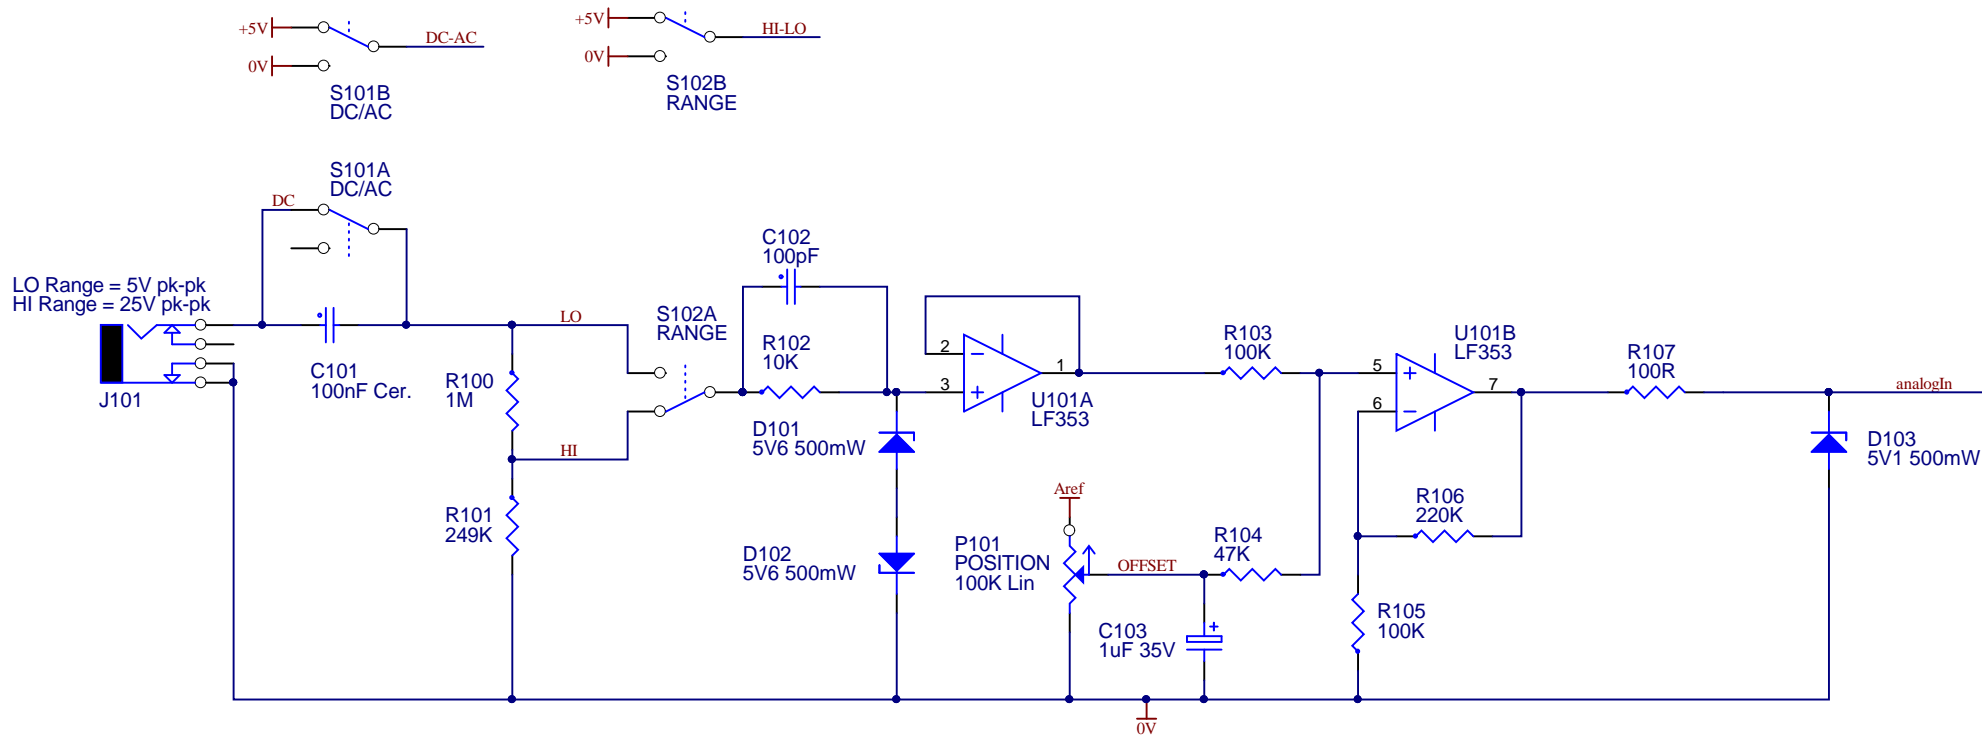 +5V
DC-AC
0V
S101B
DC/AC
+5V
HI-LO
0V
S102B
RANGE
S101A
DC/AC
DC
LO Range = 5V pk-pk
HI Range = 25V pk-pk
J101
C101
100nF Cer.
LO
R100
1M
HI
R101
249K
S102A
RANGE
C102
100pF
R102
10K
D101
5V6 500mW
D102
5V6 500mW
2
3
1
U101A
LF353
R103
100K
Aref
P101
POSITION
100K Lin
OFFSET
R104
47K
C103
1uF 35V
+
0V
5
6
7
U101B
LF353
R106
220K
R105
100K
R107
100R
analogIn
D103
5V1 500mW